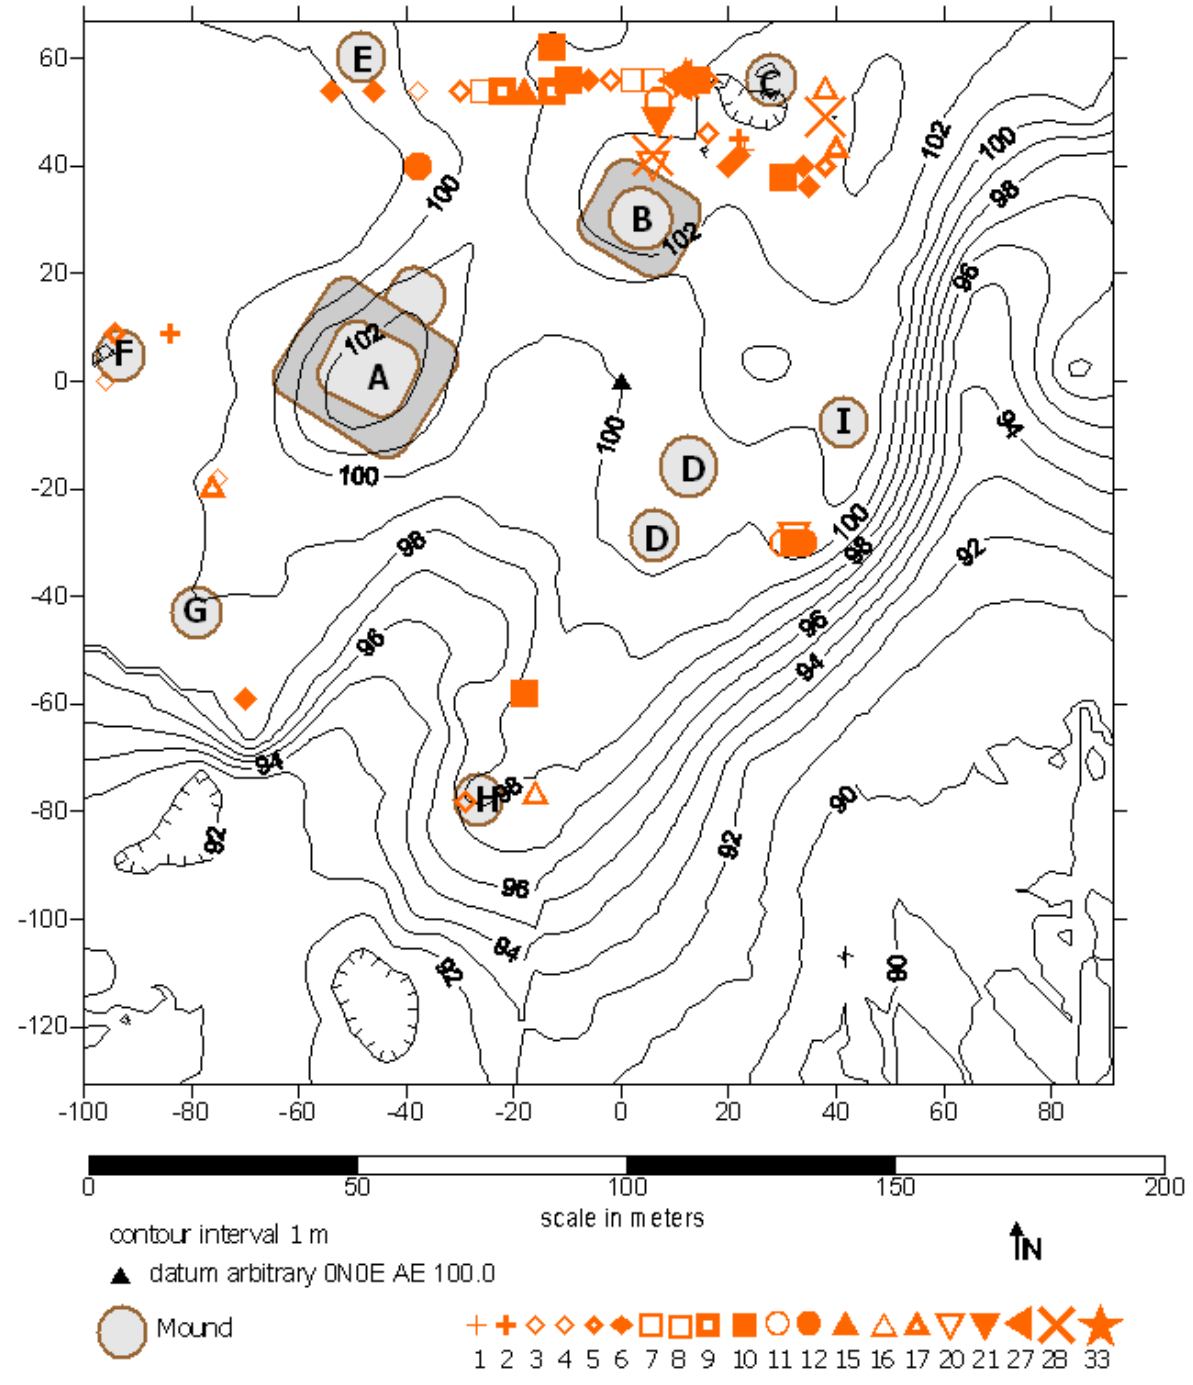 60
E
C
40
102
100
100
98
B
102
20
96
F
102
0
A
I
100
94
D
-20
100
100
D
98
98
92
-40
G
96
96
94
-60
94
H
98
-80
90
92
92
96
-100
94
92
90
-120
-100 -80 -60 -40 -20 0 20 40 60 80
0 50 100 150 200
scale in meters
contour interval 1 m
N
datum arbitrary 0N0E AE 100.0
Mound
1 2 3 4 5 6 7 8 9 10 11 12 15 16 17 20 21 27 28 33